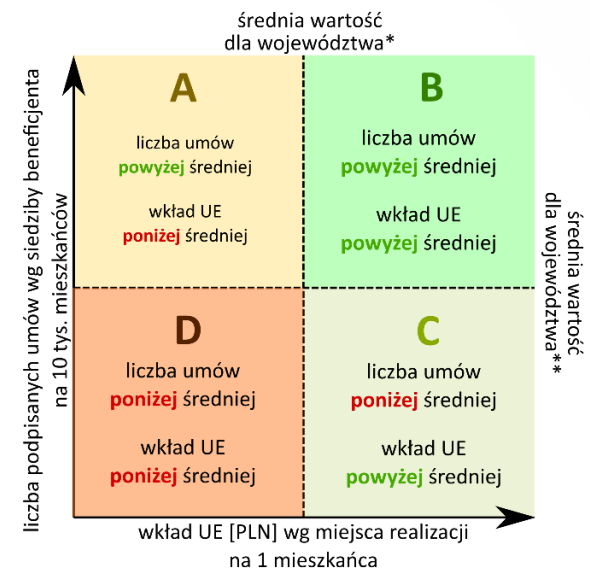 średnia wartość
dla województwa*
liczba podpisanych umów wg siedziby beneficjenta
na 10 tys. mieszkańców
A
liczba umów
powyżej średniej
wkład UE
poniżej średniej
B
liczba umów
powyżej średniej
wkład UE
powyżej średniej
średnia wartość
dla województwa**
D
liczba umów
poniżej średniej
wkład UE
poniżej średniej
C
liczba umów
poniżej średniej
wkład UE
powyżej średniej
wkład UE [PLN] wg miejsca realizacji
na 1 mieszkańca